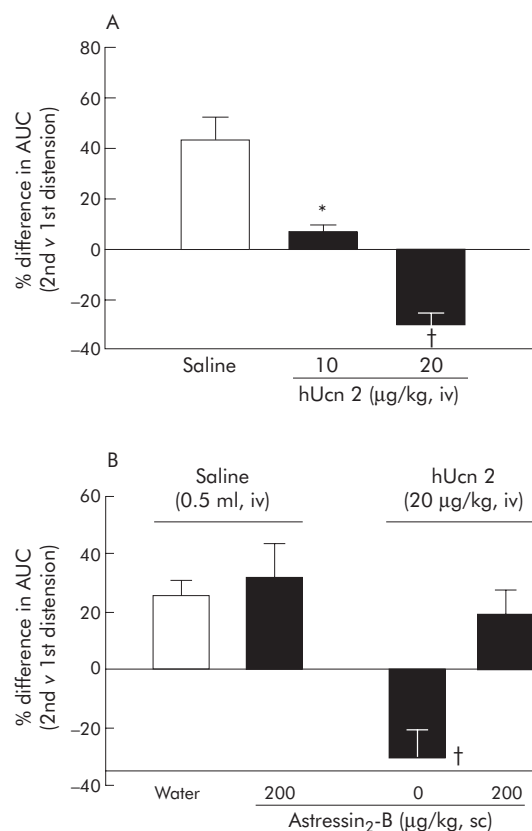 A
80
60
40
20
0
–20
–40
% difference in AUC
(2nd v 1st distension)
*
†
Saline
10
20
hUcn 2 (μg/kg, iv)
B
Saline
(0.5 ml, iv)
hUcn 2
(20 μg/kg, iv)
60
40
20
0
–20
–40
% difference in AUC
(2nd v 1st distension)
†
Water
200
0
200
Astressin₂-B (μg/kg, sc)